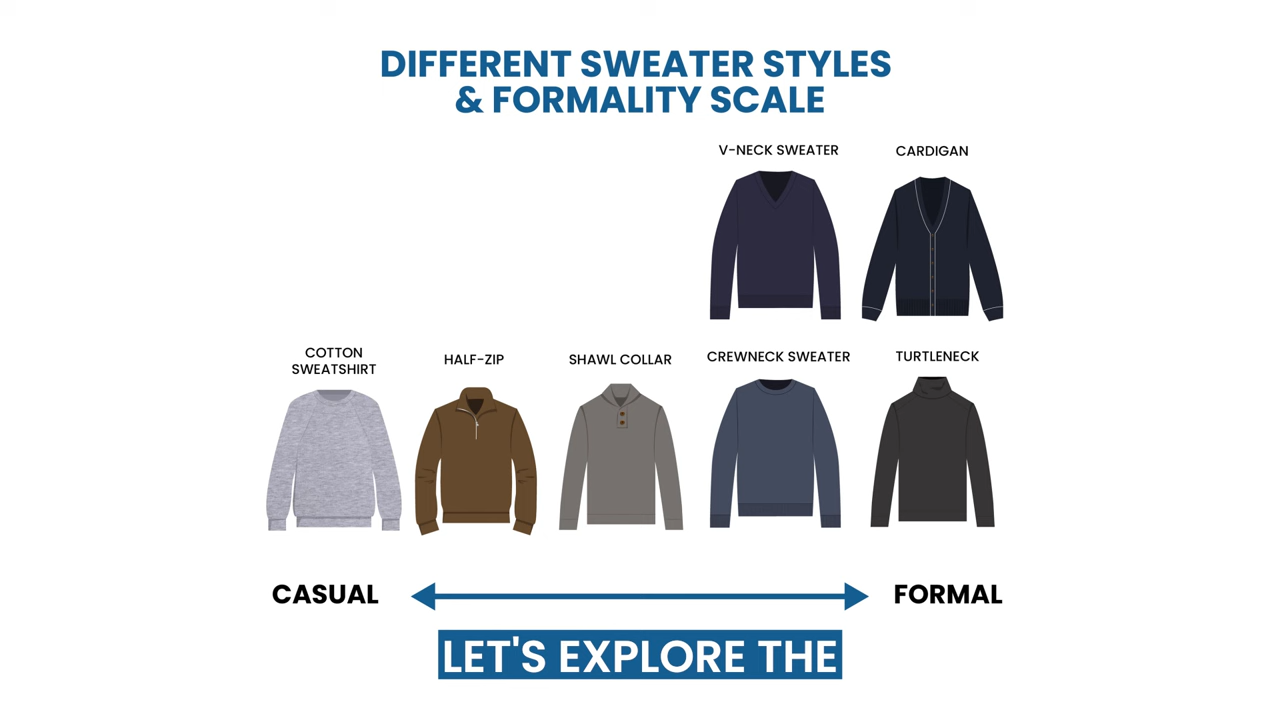 DIFFERENT SWEATER STYLES
& FORMALITY SCALE
V-NECK SWEATER
CARDIGAN
COTTON
SWEATSHIRT
HALF-ZIP
SHAWL COLLAR
CREWNECK SWEATER
TURTLENECK
CASUAL
FORMAL
LET'S EXPLORE THE